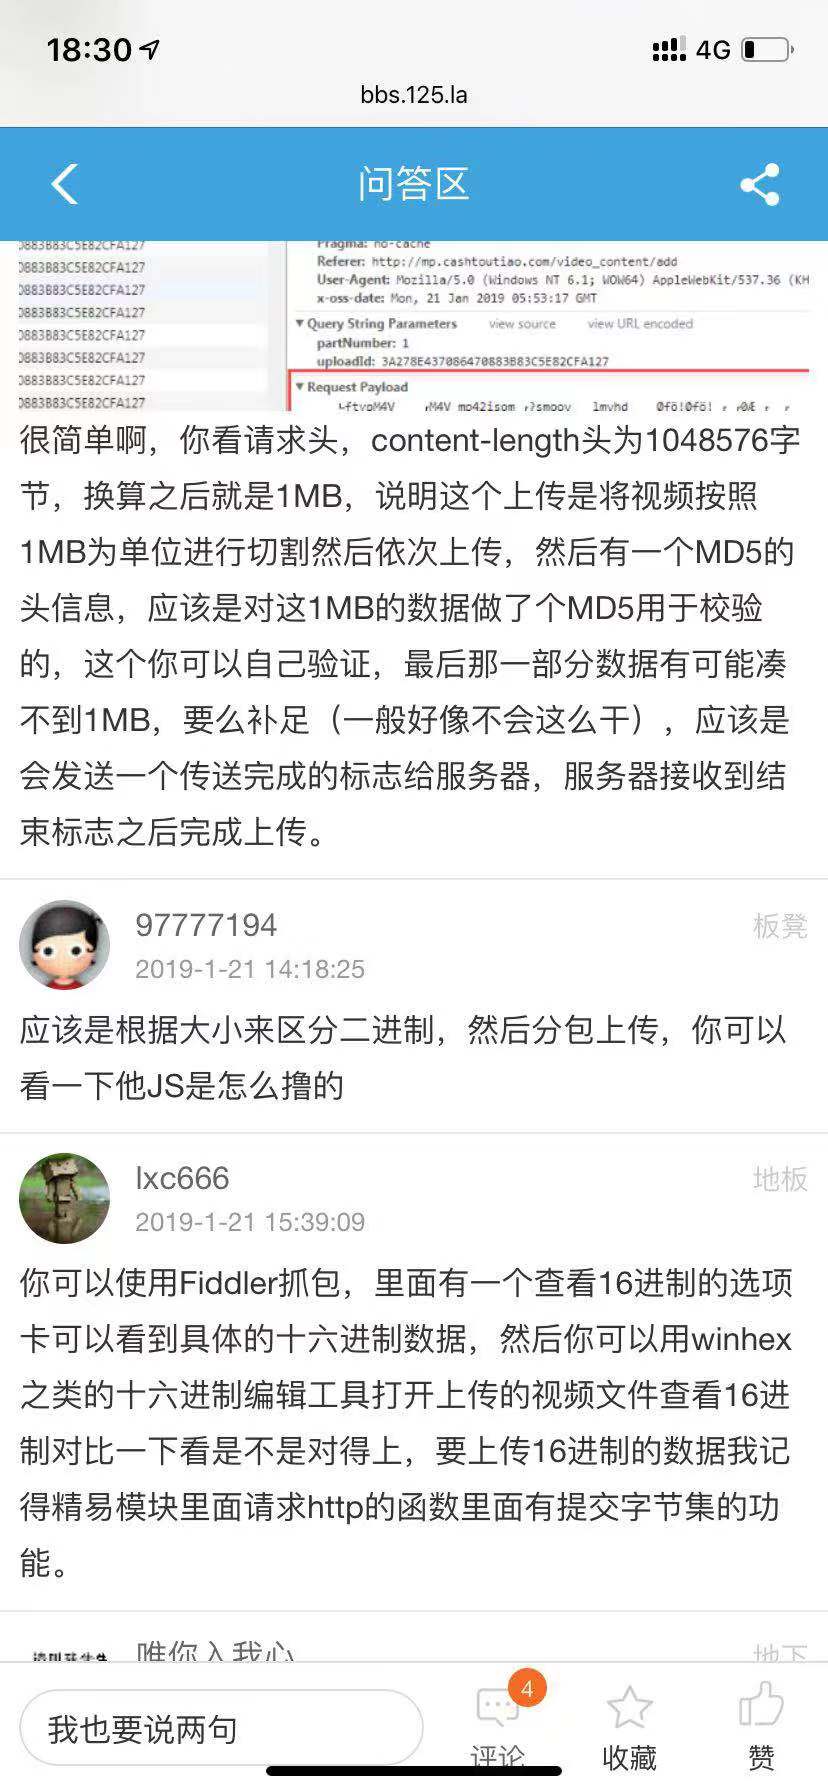 18:30
4G
bbs.125.la
问答区
0883B83C5E82CFA127
Pragma: no-cache
0883B83C5E82CFA127
Referer: http://mp.cashtoutiao.com/video_content/add
0883B83C5E82CFA127
User-Agent: Mozilla/5.0 (Windows NT 6.1; WOW64) AppleWebKit/537.36 (KH
0883B83C5E82CFA127
x-oss-date: Mon, 21 Jan 2019 05:53:17 GMT
0883B83C5E82CFA127
Query String Parameters view source view URL encoded
0883B83C5E82CFA127
partNumber: 1
0883B83C5E82CFA127
uploadId: 3A278E437086470883B83C5E82CFA127
0883B83C5E82CFA127
Request Payload
很简单啊，你看请求头，content-length头为1048576字
节，换算之后就是1MB，说明这个上传是将视频按照
1MB为单位进行切割然后依次上传，然后有一个MD5的
头信息，应该是对这1MB的数据做了个MD5用于校验
的，这个你可以自己验证，最后那一部分数据有可能凑
不到1MB，要么补足（一般好像不会这么干），应该是
会发送一个传送完成的标志给服务器，服务器接收到结
束标志之后完成上传。
97777194
板凳
2019-1-21 14:18:25
应该是根据大小来区分二进制，然后分包上传，你可以
看一下他JS是怎么撸的
lxc666
地板
2019-1-21 15:39:09
你可以使用Fiddler抓包，里面有一个查看16进制的选项
卡可以看到具体的十六进制数据，然后你可以用winhex
之类的十六进制编辑工具打开上传的视频文件查看16进
制对比一下看是不是对得上，要上传16进制的数据我记
得精易模块里面请求http的函数里面有提交字节集的功
能。
唯你入我心
地下
我也要说两句
4
评论
收藏
赞